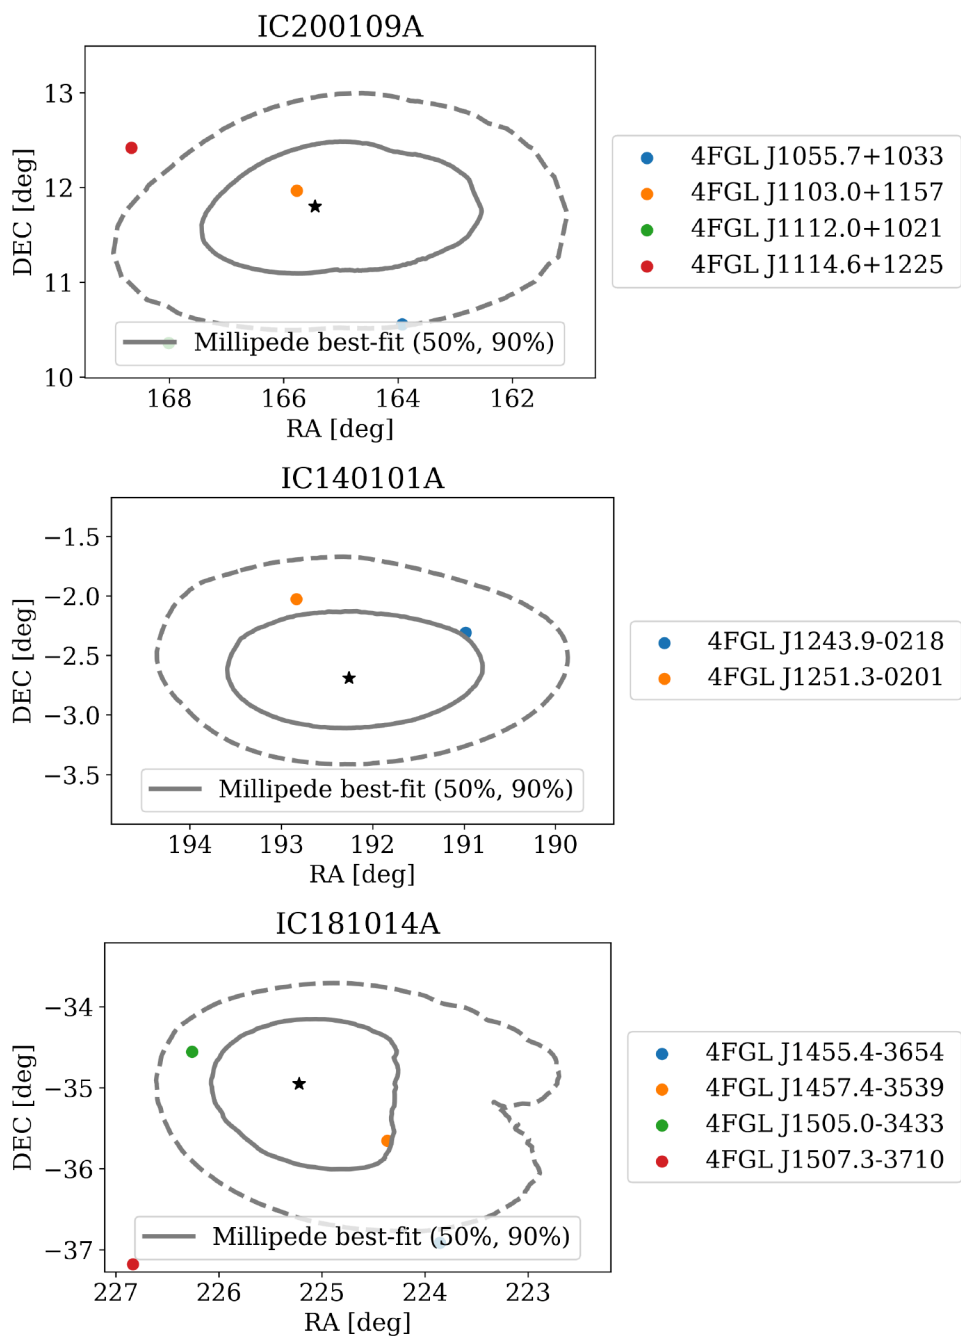 IC200109A
13
12
11
10
DEC [deg]
Millipede best-fit (50%, 90%)
168 166 164 162
RA [deg]
4FGL J1055.7+1033
4FGL J1103.0+1157
4FGL J1112.0+1021
4FGL J1114.6+1225
IC140101A
−1.5
−2.0
−2.5
−3.0
−3.5
DEC [deg]
Millipede best-fit (50%, 90%)
194 193 192 191 190
RA [deg]
4FGL J1243.9-0218
4FGL J1251.3-0201
IC181014A
−34
−35
−36
−37
DEC [deg]
Millipede best-fit (50%, 90%)
227 226 225 224 223
RA [deg]
4FGL J1455.4-3654
4FGL J1457.4-3539
4FGL J1505.0-3433
4FGL J1507.3-3710